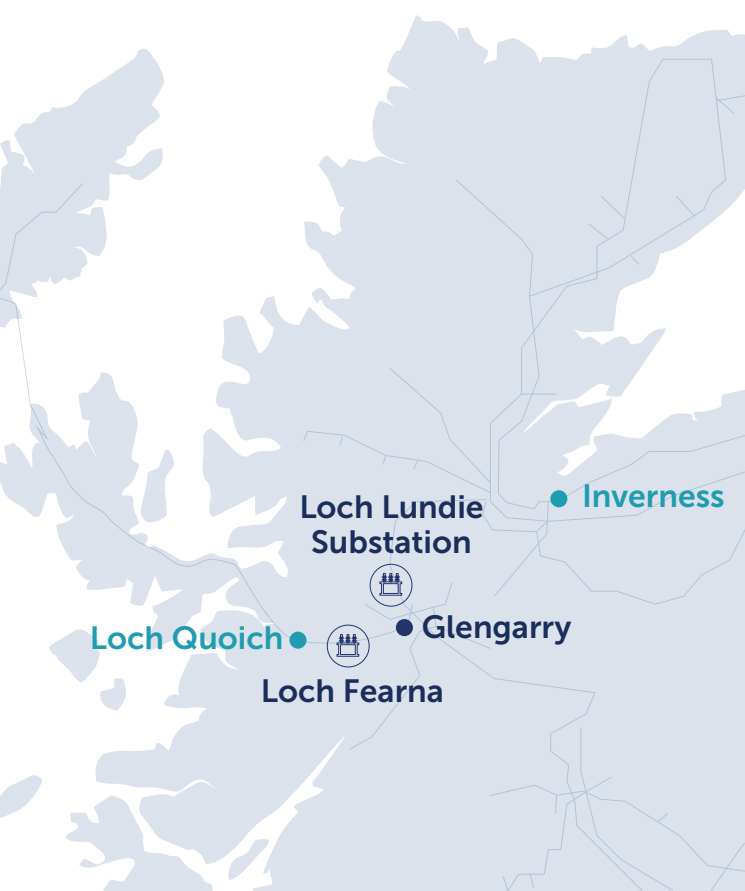 Inverness
Loch Lundie
Substation
Glengarry
Loch Quoich
Loch Fearna